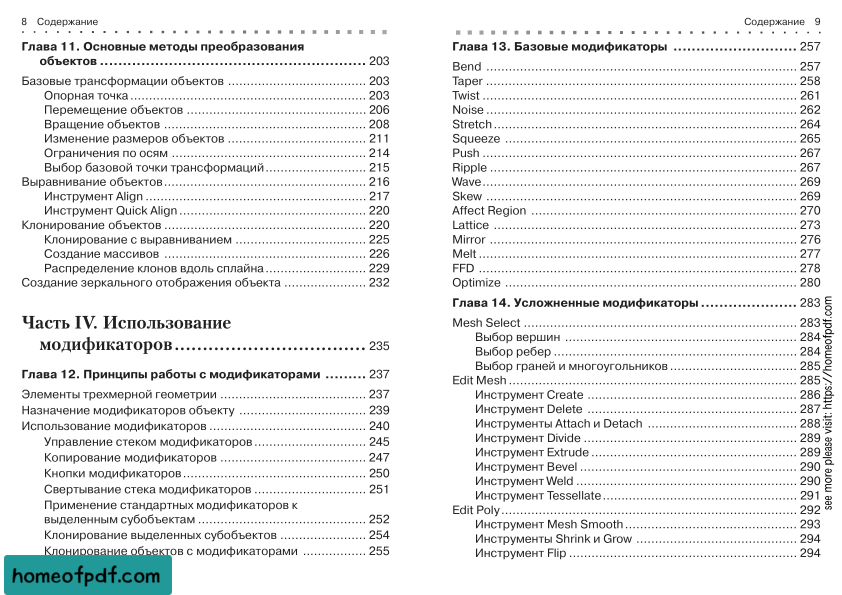 8 Содержание
Глава 11. Основные методы преобразования
объектов ........ 203
Базовые трансформации объектов ........ 203
Опорная точка ........ 203
Перемещение объектов ........ 206
Вращение объектов ........ 208
Изменение размеров объектов ........ 211
Ограничения по осям ........ 214
Выбор базовой точки трансформаций ........ 215
Выравнивание объектов ........ 216
Инструмент Align ........ 217
Инструмент Quick Align ........ 220
Клонирование объектов ........ 220
Клонирование с выравниванием ........ 225
Создание массивов ........ 226
Распределение клонов вдоль сплайна ........ 229
Создание зеркального отображения объекта ........ 232
Часть IV. Использование
модификаторов ........ 235
Глава 12. Принципы работы с модификаторами ........ 237
Элементы трехмерной геометрии ........ 237
Назначение модификаторов объекту ........ 239
Использование модификаторов ........ 240
Управление стеком модификаторов ........ 245
Копирование модификаторов ........ 247
Кнопки модификаторов ........ 250
Свертывание стека модификаторов ........ 251
Применение стандартных модификаторов к
выделенным субобъектам ........ 252
Клонирование выделенных субобъектов ........ 254
Клонирование объектов с модификаторами ........ 255
homeofpdf.com
Содержание 9
Глава 13. Базовые модификаторы ........ 257
Bend ........ 257
Taper ........ 258
Twist ........ 261
Noise ........ 262
Stretch ........ 264
Squeeze ........ 265
Push ........ 267
Ripple ........ 267
Wave ........ 269
Skew ........ 269
Affect Region ........ 270
Lattice ........ 273
Mirror ........ 276
Melt ........ 277
FFD ........ 278
Optimize ........ 280
Глава 14. Усложненные модификаторы ........ 283
Mesh Select ........ 283
Выбор вершин ........ 284
Выбор ребер ........ 284
Выбор граней и многоугольников ........ 285
Edit Mesh ........ 285
Инструмент Create ........ 286
Инструмент Delete ........ 287
Инструменты Attach и Detach ........ 288
Инструмент Divide ........ 289
Инструмент Extrude ........ 289
Инструмент Bevel ........ 290
Инструмент Weld ........ 290
Инструмент Tessellate ........ 291
Edit Poly ........ 292
Инструмент Mesh Smooth ........ 293
Инструменты Shrink и Grow ........ 294
Инструмент Flip ........ 294
see more please visit: https://homeofpdf.com